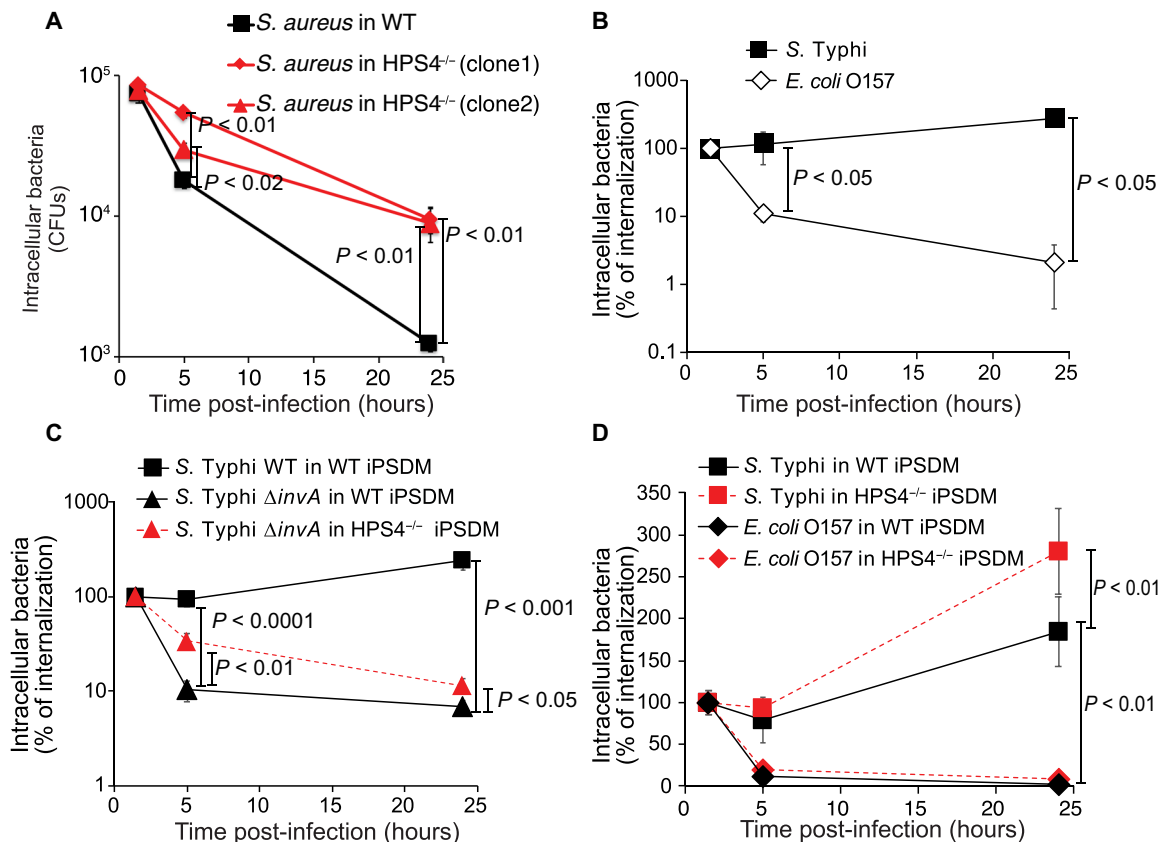 A
S. aureus in WT
S. aureus in HPS4⁻/⁻ (clone1)
S. aureus in HPS4⁻/⁻ (clone2)
Intracellular bacteria
(CFUs)
10⁵
10⁴
10³
P < 0.01
P < 0.02
P < 0.01
P < 0.01
0 5 10 15 20 25
Time post-infection (hours)
B
S. Typhi
E. coli O157
Intracellular bacteria
(% of internalization)
1000
100
10
1
0.1
P < 0.05
P < 0.05
0 5 10 15 20 25
Time post-infection (hours)
C
S. Typhi WT in WT iPSDM
S. Typhi ΔinvA in WT iPSDM
S. Typhi ΔinvA in HPS4⁻/⁻ iPSDM
Intracellular bacteria
(% of internalization)
1000
100
10
1
P < 0.0001
P < 0.01
P < 0.001
P < 0.05
0 5 10 15 20 25
Time post-infection (hours)
D
S. Typhi in WT iPSDM
S. Typhi in HPS4⁻/⁻ iPSDM
E. coli O157 in WT iPSDM
E. coli O157 in HPS4⁻/⁻ iPSDM
Intracellular bacteria
(% of internalization)
350
300
250
200
150
100
50
0
P < 0.01
P < 0.01
0 5 10 15 20 25
Time post-infection (hours)